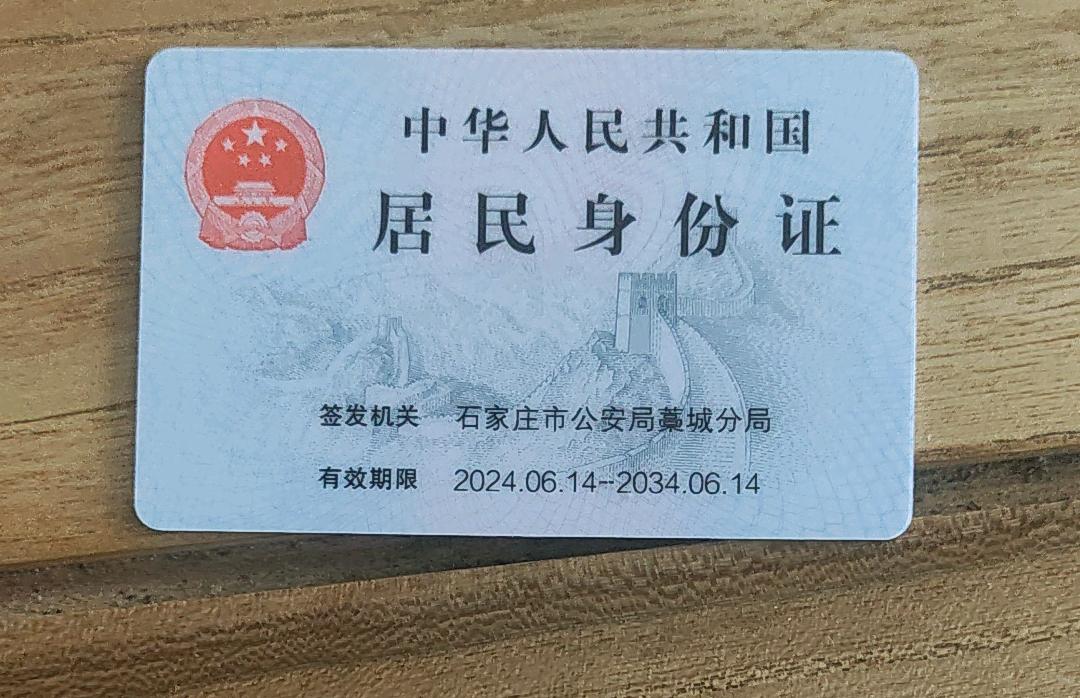 中华人民共和国
居民身份证
签发机关 石家庄市公安局藁城分局
有效期限 2024.06.14--2034.06.14